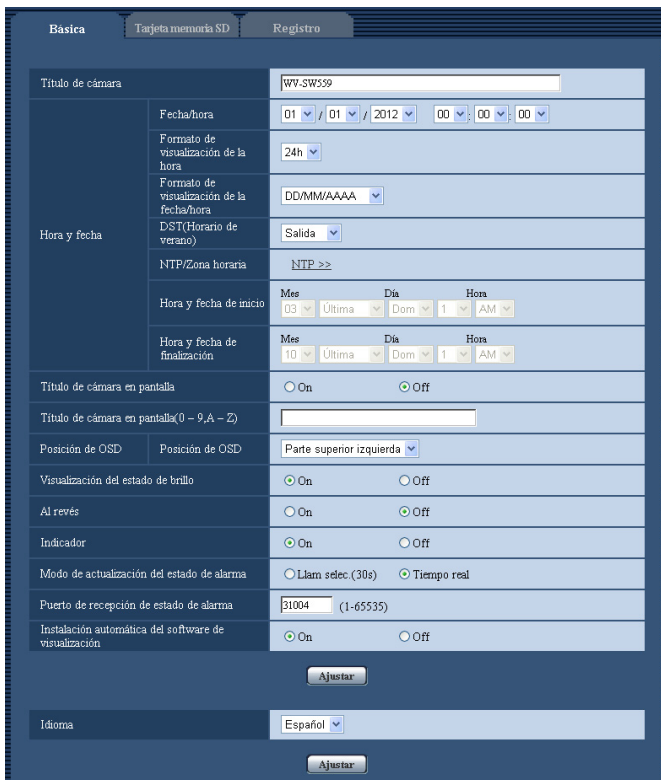 Básica Tarjeta memoria SD Registro
Título de cámara WV-SW559
Hora y fecha
Fecha/hora 01 / 01 / 2012 00 : 00 : 00
Formato de
visualización de la
hora
24h
Formato de
visualización de la
fecha/hora
DD/MM/AAAA
DST(Horario de
verano)
Salida
NTP/Zona horaria NTP >>
Hora y fecha de inicio
Mes Día Hora
03 Última Dom 1 AM
Hora y fecha de
finalización
Mes Día Hora
10 Última Dom 1 AM
Título de cámara en pantalla On Off
Título de cámara en pantalla(0 – 9,A – Z)
Posición de OSD Posición de OSD Parte superior izquierda
Visualización del estado de brillo On Off
Al revés On Off
Indicador On Off
Modo de actualización del estado de alarma Llam selec.(30s) Tiempo real
Puerto de recepción de estado de alarma 31004 (1-65535)
Instalación automática del software de
visualización
On Off
Ajustar
Idioma Español
Ajustar